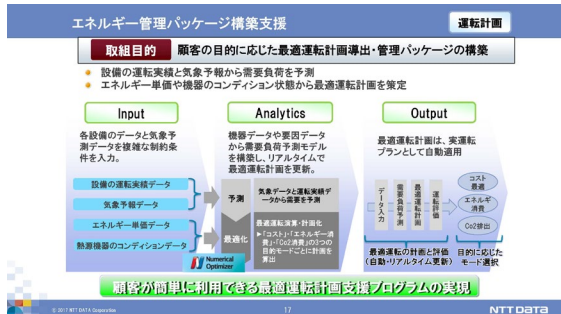 エネルギー管理パッケージ構築支援
運転計画
取組目的
顧客の目的に応じた最適運転計画導出・管理パッケージの構築
設備の運転実績と気象予報から需要負荷を予測
エネルギー単価や機器のコンディション状態から最適運転計画を策定
Input
各設備のデータと気象予
測データを複雑な制約条
件を入力。
設備の運転実績データ
気象予報データ
エネルギー単価データ
熱源機器のコンディションデータ
Analytics
機器データや要因データ
から需要負荷予測モデル
を構築し、リアルタイムで
最適運転計画を更新。
予測
気象データと運転実績デ
ータから需要を予測
最適化
最適運転演算・計画化
►「コスト」・「エネルギー消
費」・「Co2消費」の3つの
目的モードごとに計画を
算出
Numerical
Optimizer
Output
最適運転計画は、実運転
プランとして自動適用
データ入力
需要負荷予測
最適運転計画
運転評価
コスト
最適
エネルギ
消費
Co2排出
最適運転の計画と評価
(自動・リアルタイム更新)
目的に応じた
モード選択
顧客が簡単に利用できる最適運転計画支援プログラムの実現
© 2017 NTT DATA Corporation
17
NTT DATA